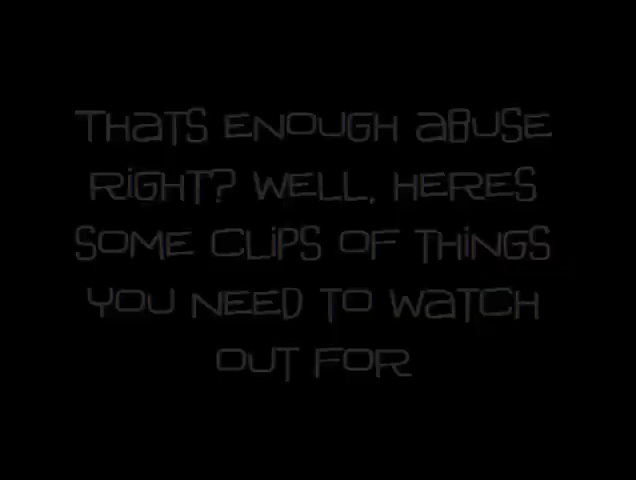 THaTS ENOUGH aBUSE
RiGHT? WELL, HERES
SOME CLiPS OF THiNGS
YOU NEED TO WaTCH
OUT FOR